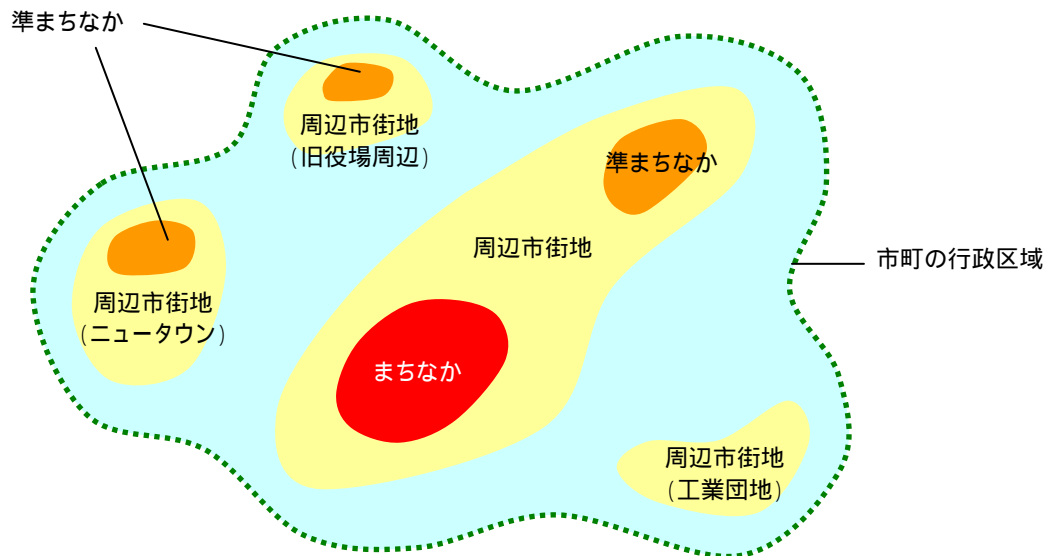 準まちなか
周辺市街地
(旧役場周辺)
準まちなか
周辺市街地
市町の行政区域
周辺市街地
(ニュータウン)
まちなか
周辺市街地
(工業団地)